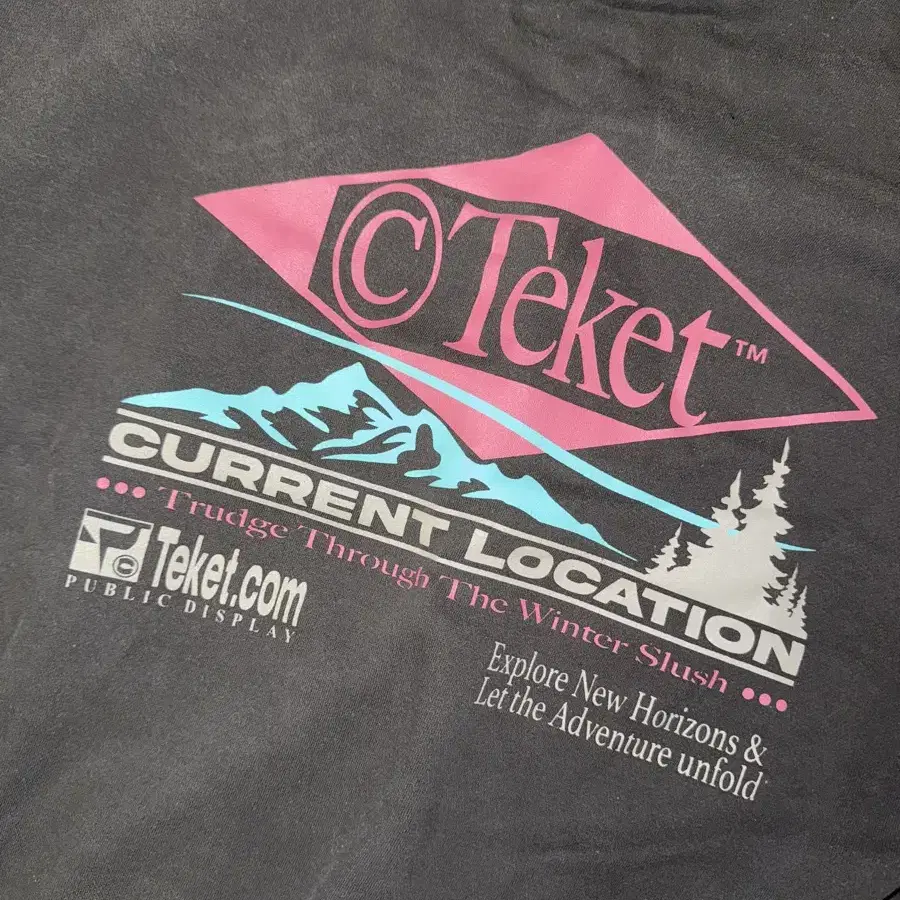 ©Teket™
CURRENT LOCATION
••• Trudge Through The Winter Slush •••
Teket.com
PUBLIC DISPLAY
Explore New Horizons &
Let the Adventure unfold